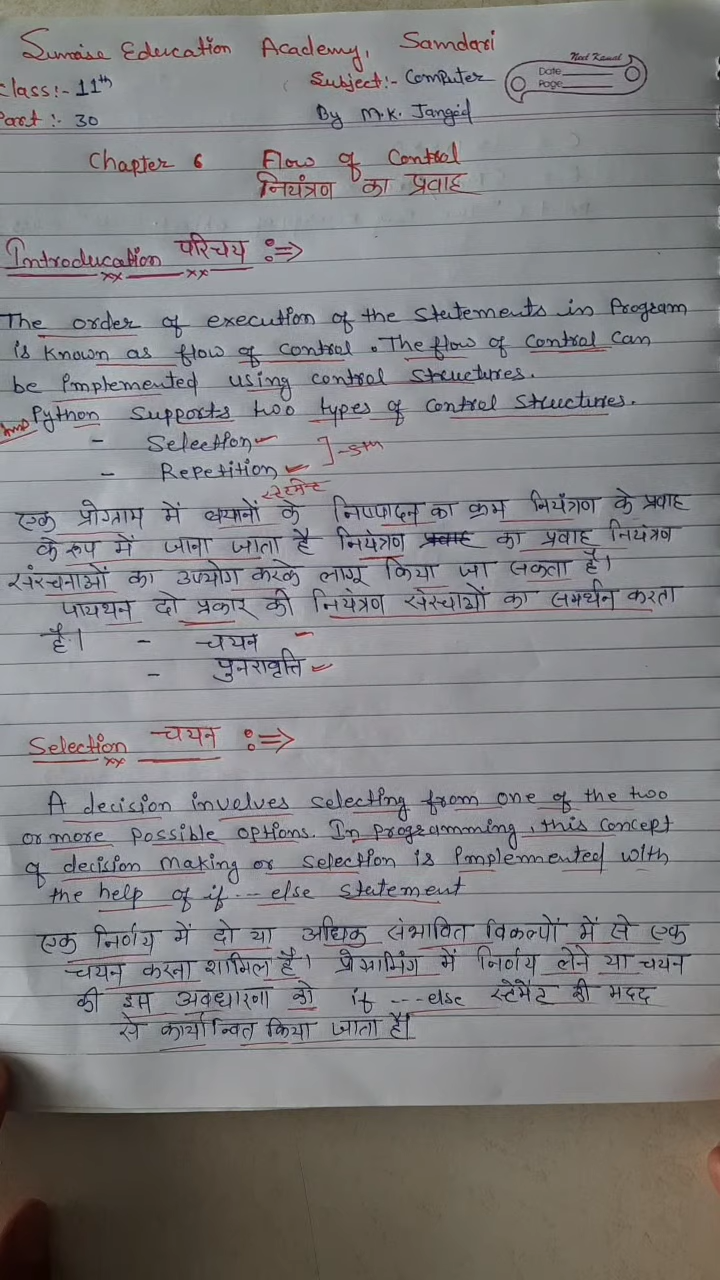 Sunrise Education Academy, Samdari
Class:- 11th Subject:- Computer
Part :- 30 By M.K. Jangid
Neel Kamal
Date
Page
Chapter 6 Flow of Control
नियंत्रण का प्रवाह
Introducation परिचय :⇒
The order of execution of the Statements in Program
is known as flow of control. The flow of control can
be Implemented using control structures.
Imp Python supports two types of control structures.
- Selection
- Repetition ]-stm
स्टेटमेन्ट
एक प्रोग्राम में बयानों के निष्पादन का क्रम नियंत्रण के प्रवाह
के रूप में जाना जाता है नियंत्रण प्रवाह का प्रवाह नियंत्रण
संरचनाओं का उपयोग करके लागू किया जा सकता है।
पायथन दो प्रकार की नियंत्रण संस्चाओं का समर्थन करता
है। - चयन
- पुनरावृत्ति
Selection चयन :⇒
A decision involves selecting from one of the two
or more possible options. In programming, this concept
of decision making or selection is Implemented with
the help of if --- else statement
एक निर्णय में दो या अधिक संभावित विकल्पों में से एक
चयन करना शामिल है। प्रोग्रामिंग में निर्णय लेने या चयन
की इस अवधारणा को if ---else स्टेमेंट की मदद
से कार्यान्वित किया जाता है।